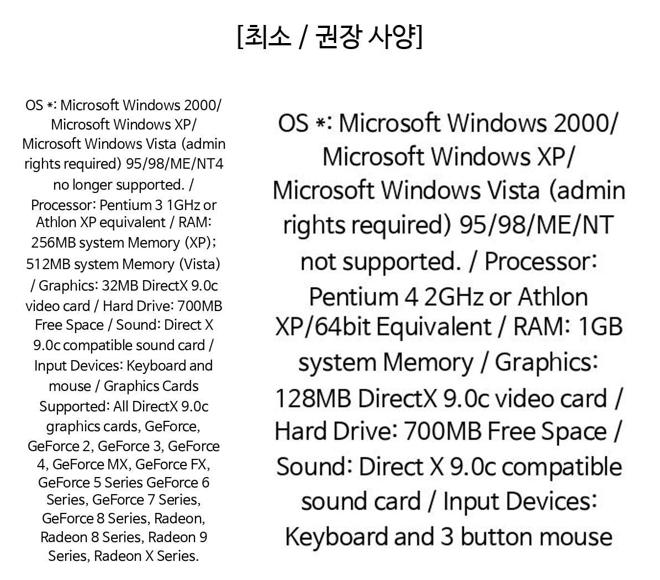 [최소 / 권장 사양]
OS *: Microsoft Windows 2000/
Microsoft Windows XP/
Microsoft Windows Vista (admin
rights required) 95/98/ME/NT4
no longer supported. /
Processor: Pentium 3 1GHz or
Athlon XP equivalent / RAM:
256MB system Memory (XP);
512MB system Memory (Vista)
/ Graphics: 32MB DirectX 9.0c
video card / Hard Drive: 700MB
Free Space / Sound: Direct X
9.0c compatible sound card /
Input Devices: Keyboard and
mouse / Graphics Cards
Supported: All DirectX 9.0c
graphics cards, GeForce,
GeForce 2, GeForce 3, GeForce
4, GeForce MX, GeForce FX,
GeForce 5 Series GeForce 6
Series, GeForce 7 Series,
GeForce 8 Series, Radeon,
Radeon 8 Series, Radeon 9
Series, Radeon X Series.
OS *: Microsoft Windows 2000/
Microsoft Windows XP/
Microsoft Windows Vista (admin
rights required) 95/98/ME/NT
not supported. / Processor:
Pentium 4 2GHz or Athlon
XP/64bit Equivalent / RAM: 1GB
system Memory / Graphics:
128MB DirectX 9.0c video card /
Hard Drive: 700MB Free Space /
Sound: Direct X 9.0c compatible
sound card / Input Devices:
Keyboard and 3 button mouse